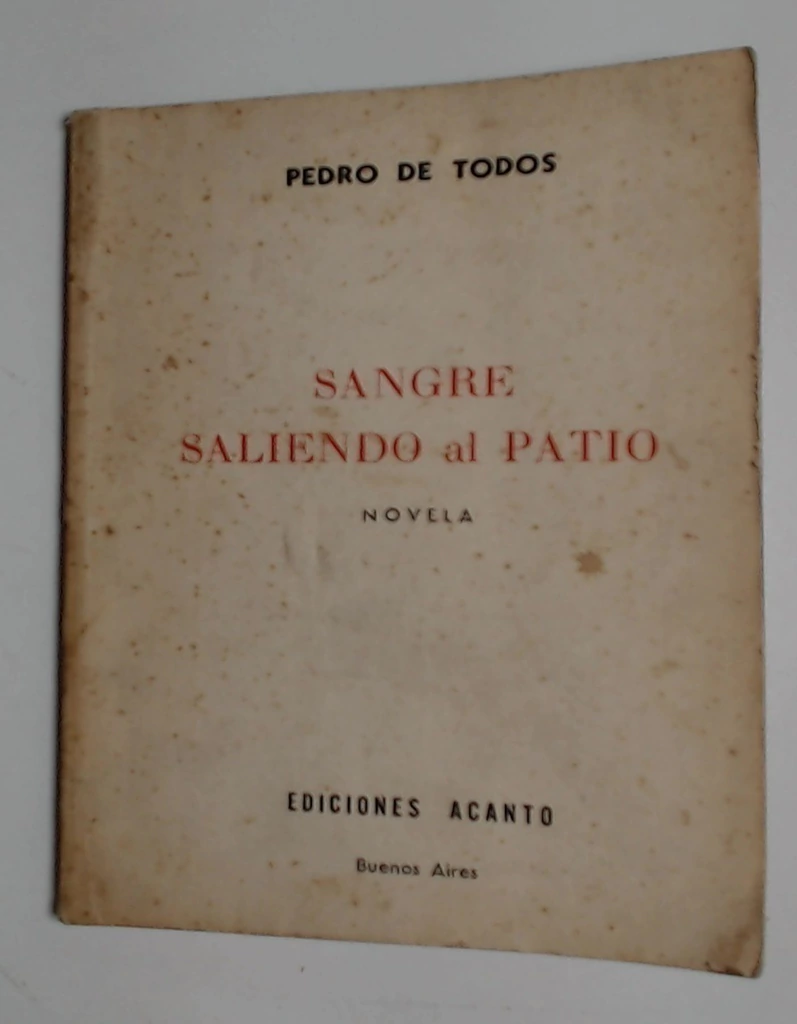 PEDRO DE TODOS
SANGRE
SALIENDO al PATIO
NOVELA
EDICIONES ACANTO
Buenos Aires